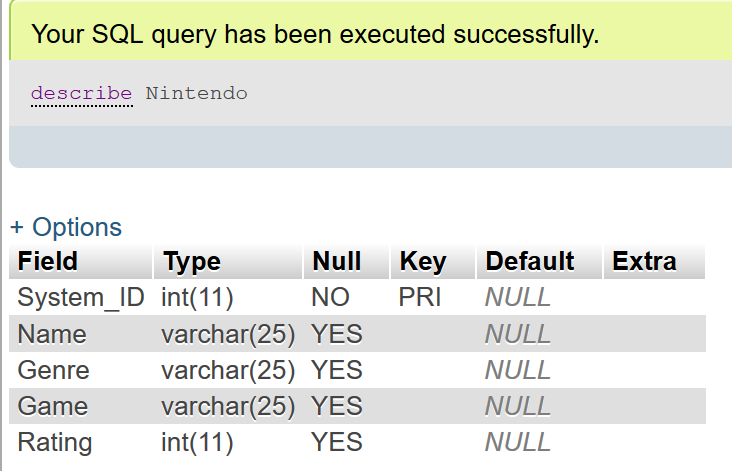 Your SQL query has been executed successfully.
describe Nintendo
+ Options
Field Type Null Key Default Extra
System_ID int(11) NO PRI NULL
Name varchar(25) YES NULL
Genre varchar(25) YES NULL
Game varchar(25) YES NULL
Rating int(11) YES NULL